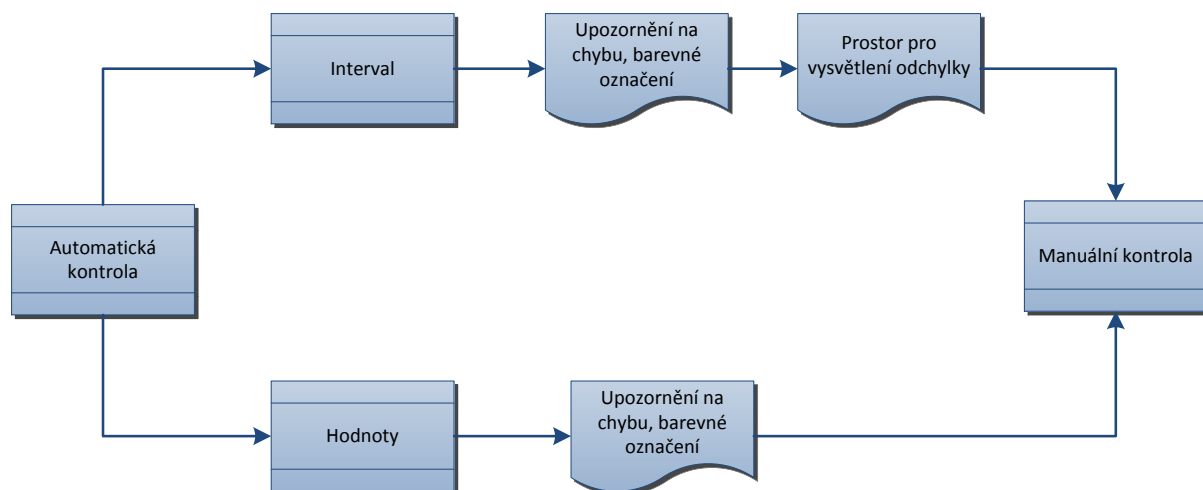 Interval
Upozornění na
chybu, barevné
označení
Prostor pro
vysvětlení odchylky
Automatická
kontrola
Manuální kontrola
Hodnoty
Upozornění na
chybu, barevné
označení